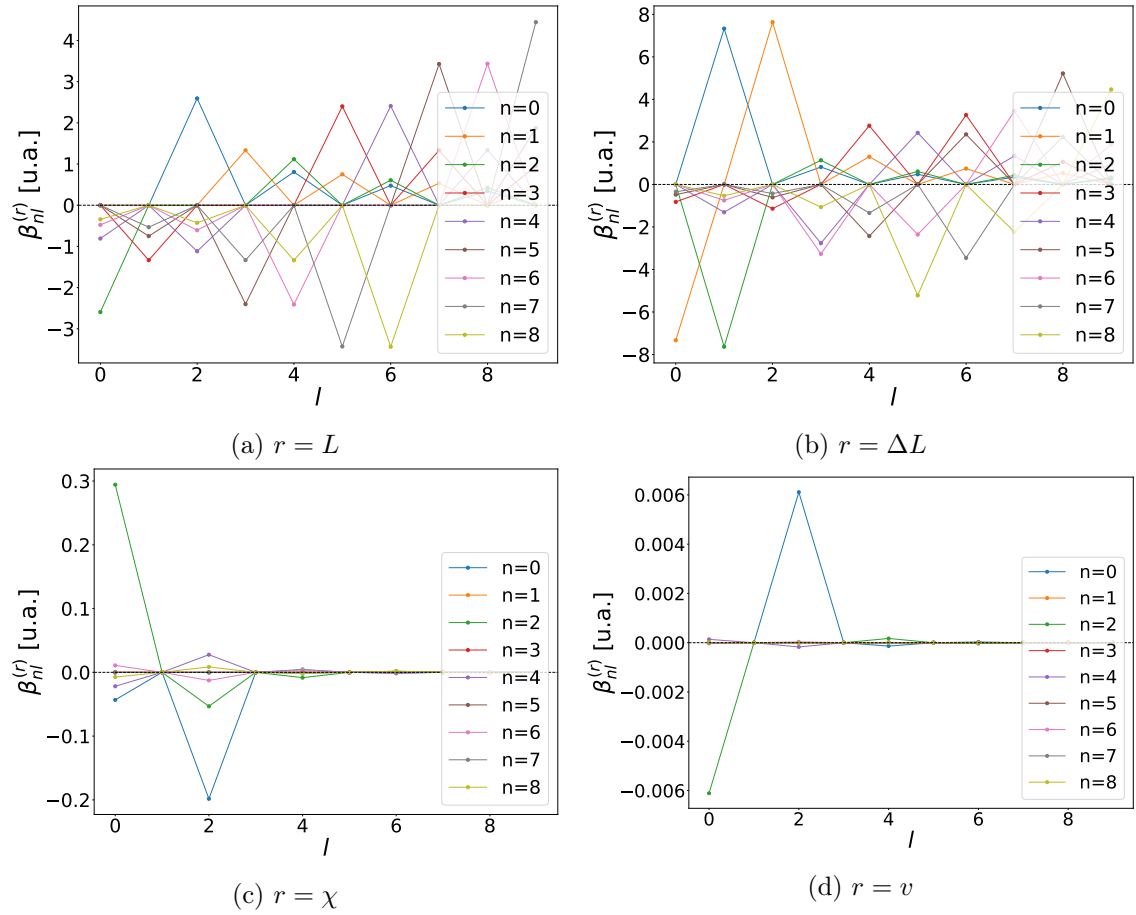 4
3
2
1
0
−1
−2
−3
β_{nl}^{(r)} [u.a.]
n=0
n=1
n=2
n=3
n=4
n=5
n=6
n=7
n=8
0 2 4 6 8
l
(a) r = L
8
6
4
2
0
−2
−4
−6
−8
β_{nl}^{(r)} [u.a.]
n=0
n=1
n=2
n=3
n=4
n=5
n=6
n=7
n=8
0 2 4 6 8
l
(b) r = ΔL
0.3
0.2
0.1
0.0
−0.1
−0.2
β_{nl}^{(r)} [u.a.]
n=0
n=1
n=2
n=3
n=4
n=5
n=6
n=7
n=8
0 2 4 6 8
l
(c) r = χ
0.006
0.004
0.002
0.000
−0.002
−0.004
−0.006
β_{nl}^{(r)} [u.a.]
n=0
n=1
n=2
n=3
n=4
n=5
n=6
n=7
n=8
0 2 4 6 8
l
(d) r = v